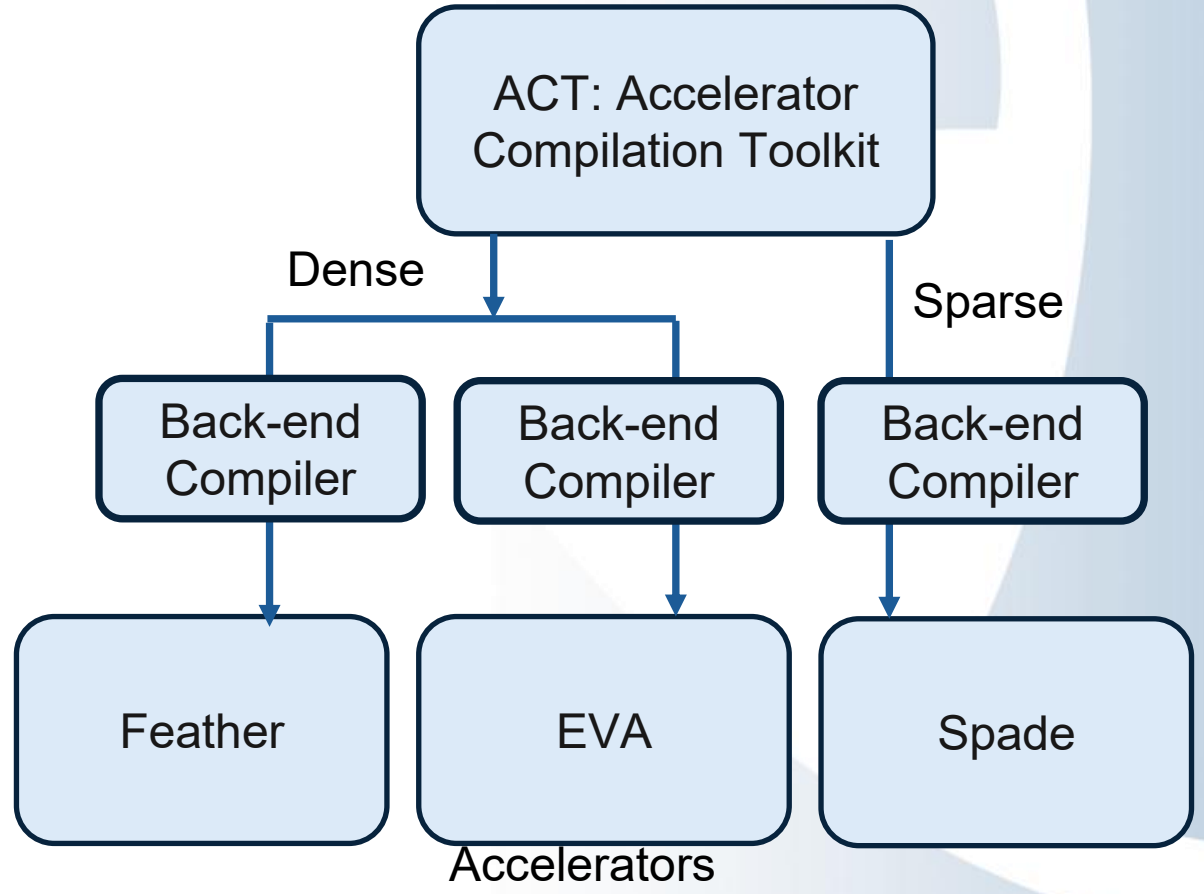 ACT: Accelerator
Compilation Toolkit
Dense
Sparse
Back-end
Compiler
Back-end
Compiler
Back-end
Compiler
Feather
EVA
Spade
Accelerators